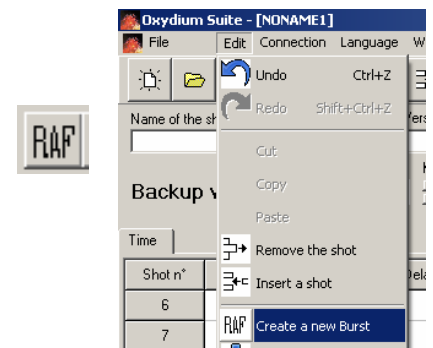 Oxydium Suite - [NONAME1]
File Edit Connection Language W
Undo Ctrl+Z
Redo Shift+Ctrl+Z
Name of the sh
Cut
RAF
Copy
Backup v
Paste
Time
Remove the shot
Shot n°
Insert a shot
6
RAF Create a new Burst
7